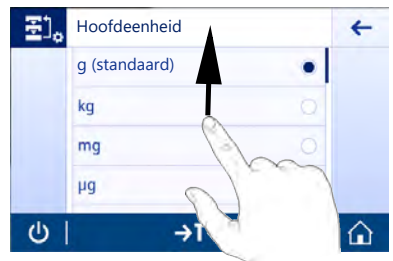 Hoofdeenheid
g (standaard)
kg
mg
µg
→T